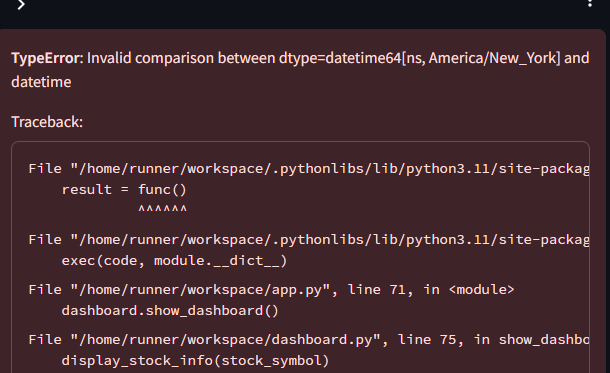 TypeError: Invalid comparison between dtype=datetime64[ns, America/New_York] and
datetime
Traceback:
File "/home/runner/workspace/.pythonlibs/lib/python3.11/site-packag
result = func()
^^^^^^
File "/home/runner/workspace/.pythonlibs/lib/python3.11/site-packag
exec(code, module.__dict__)
File "/home/runner/workspace/app.py", line 71, in <module>
dashboard.show_dashboard()
File "/home/runner/workspace/dashboard.py", line 75, in show_dashbo
display_stock_info(stock_symbol)